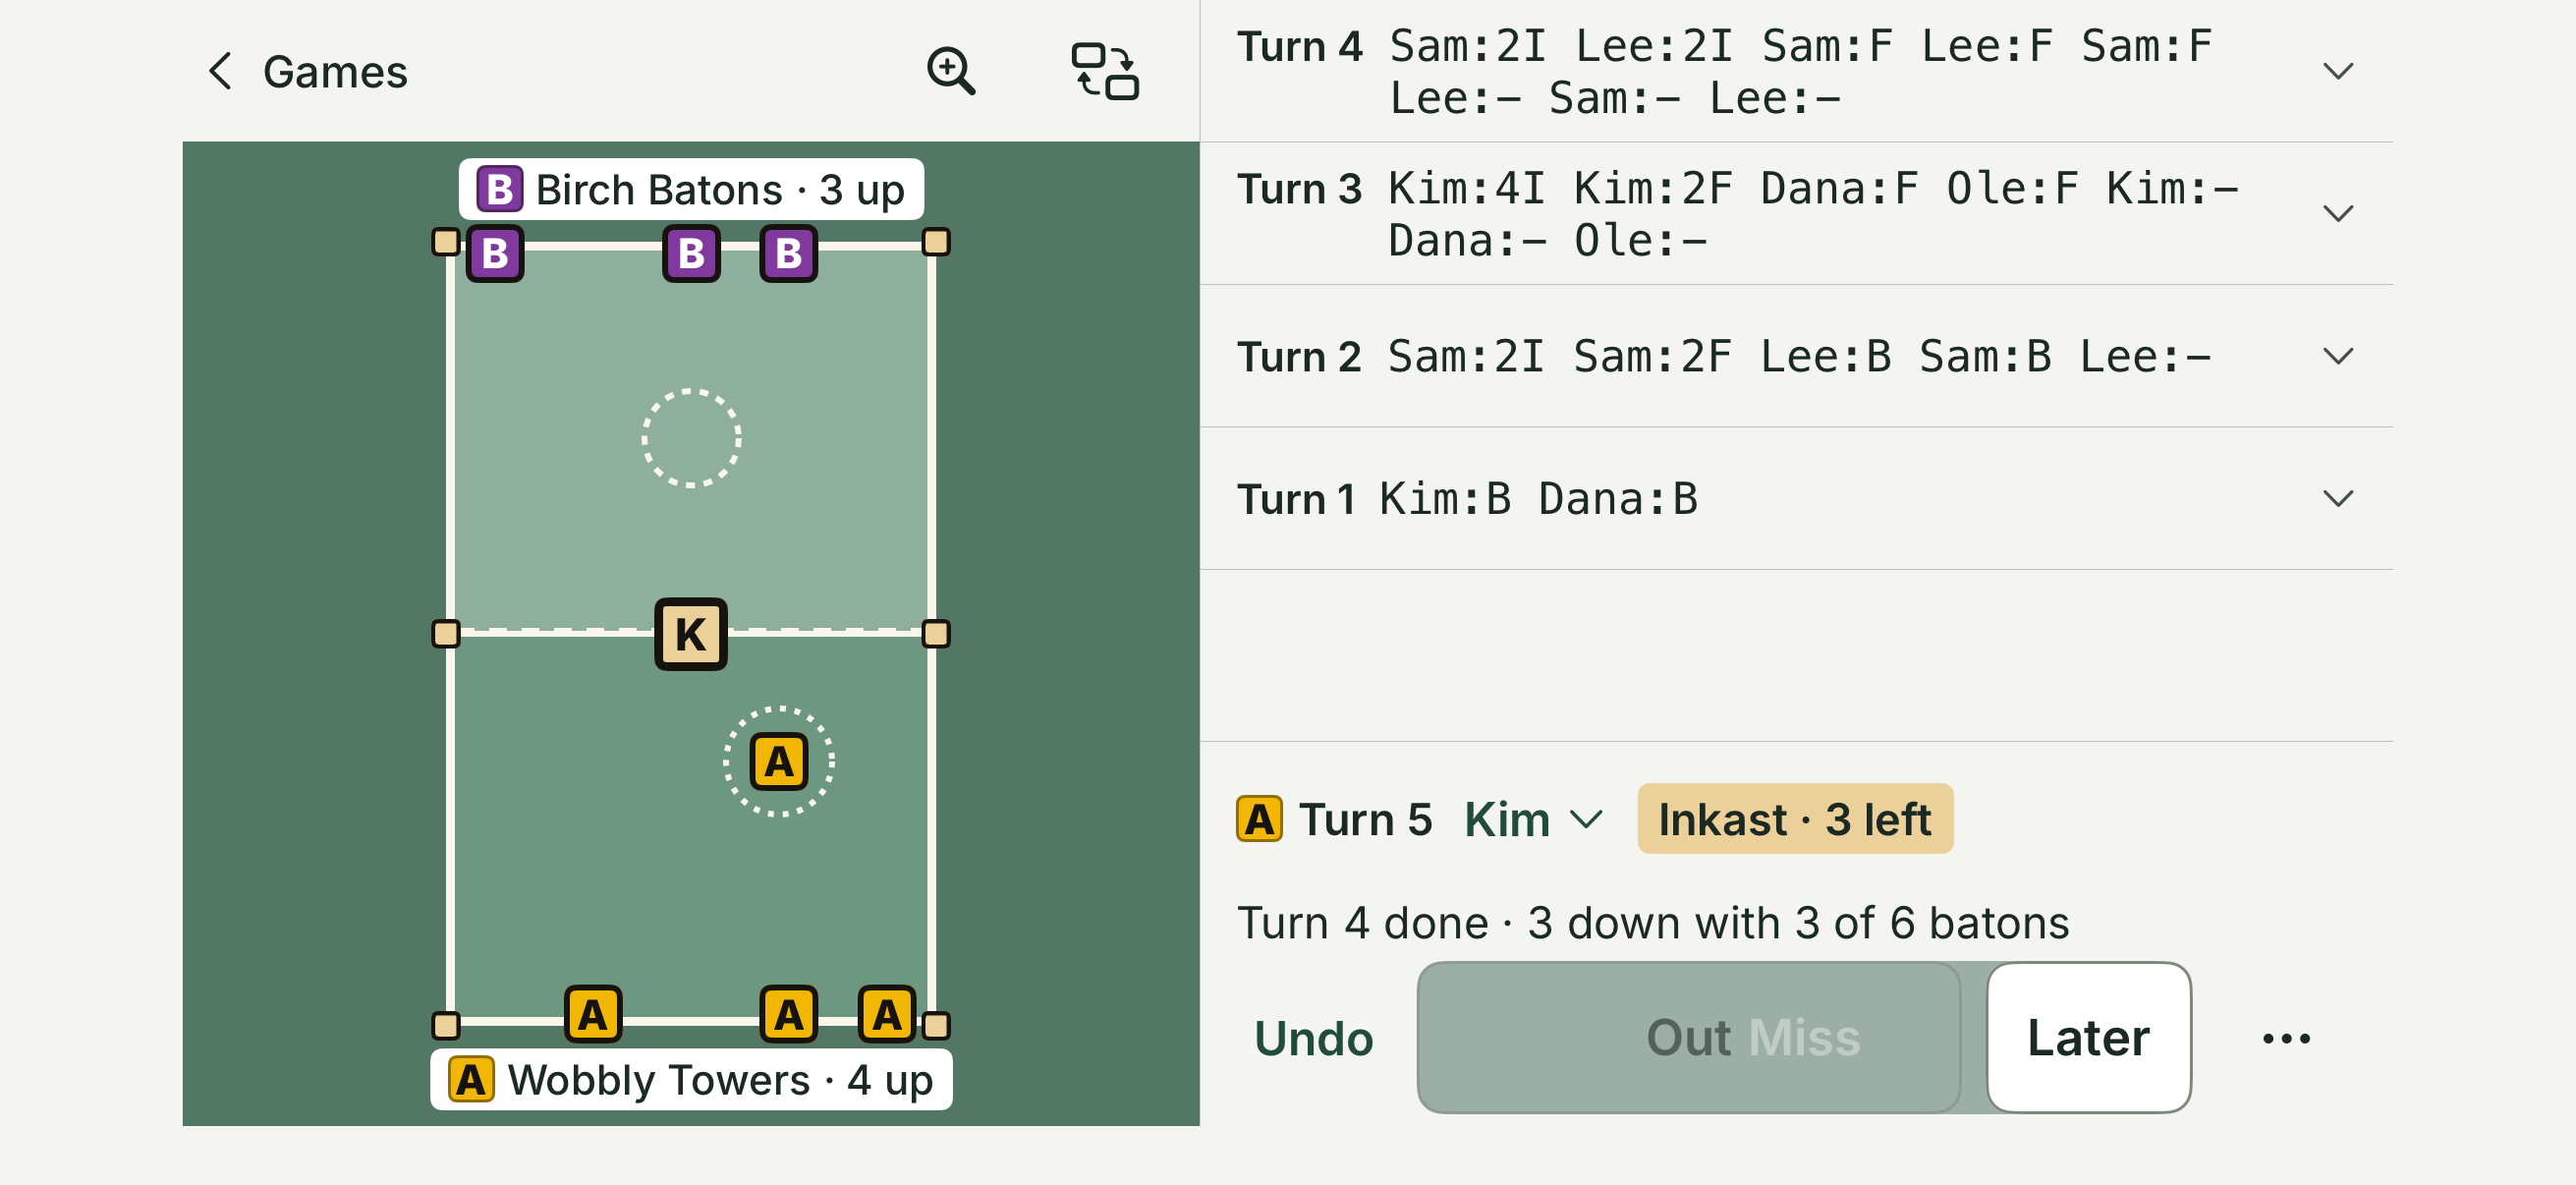 Games
B Birch Batons · 3 up
B B B
K
A
A A A
A Wobbly Towers · 4 up
Turn 4 Sam:2I Lee:2I Sam:F Lee:F Sam:F
Lee:– Sam:– Lee:–
Turn 3 Kim:4I Kim:2F Dana:F Ole:F Kim:–
Dana:– Ole:–
Turn 2 Sam:2I Sam:2F Lee:B Sam:B Lee:–
Turn 1 Kim:B Dana:B
A Turn 5 Kim Inkast · 3 left
Turn 4 done · 3 down with 3 of 6 batons
Undo Out Miss Later